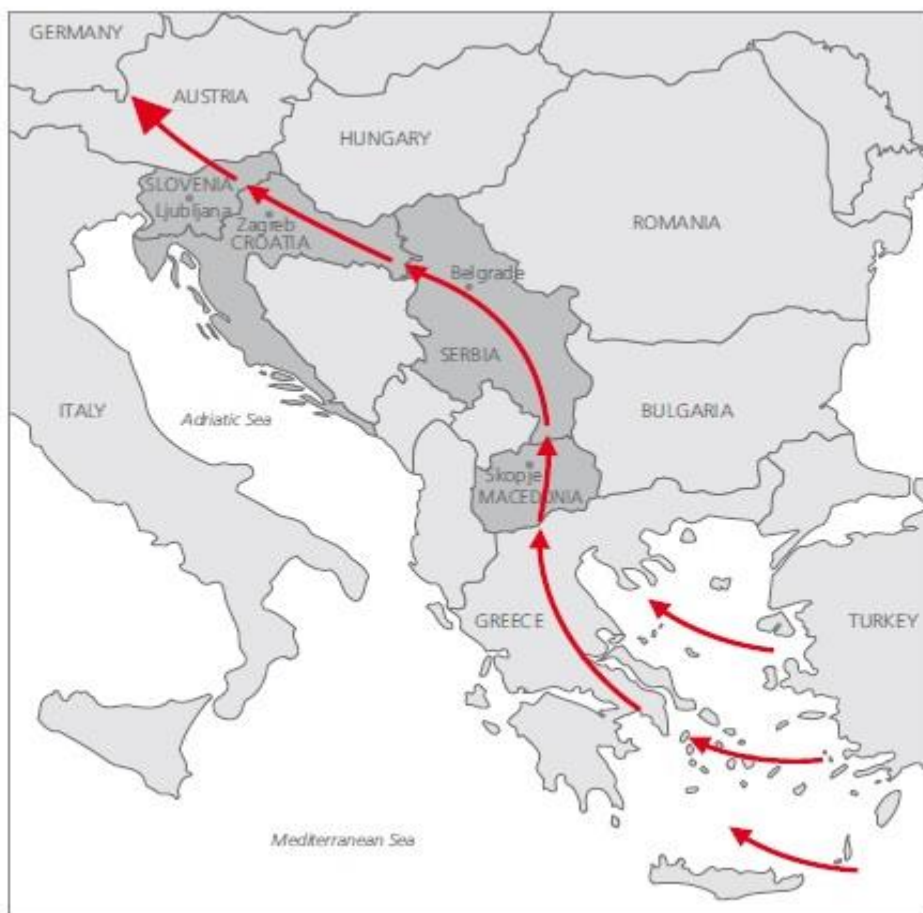 GERMANY
AUSTRIA
HUNGARY
SLOVENIA
Ljubljana
Zagreb
CROATIA
ROMANIA
Belgrade
SERBIA
ITALY
Adriatic Sea
BULGARIA
Skopje
MACEDONIA
GREECE
TURKEY
Mediterranean Sea